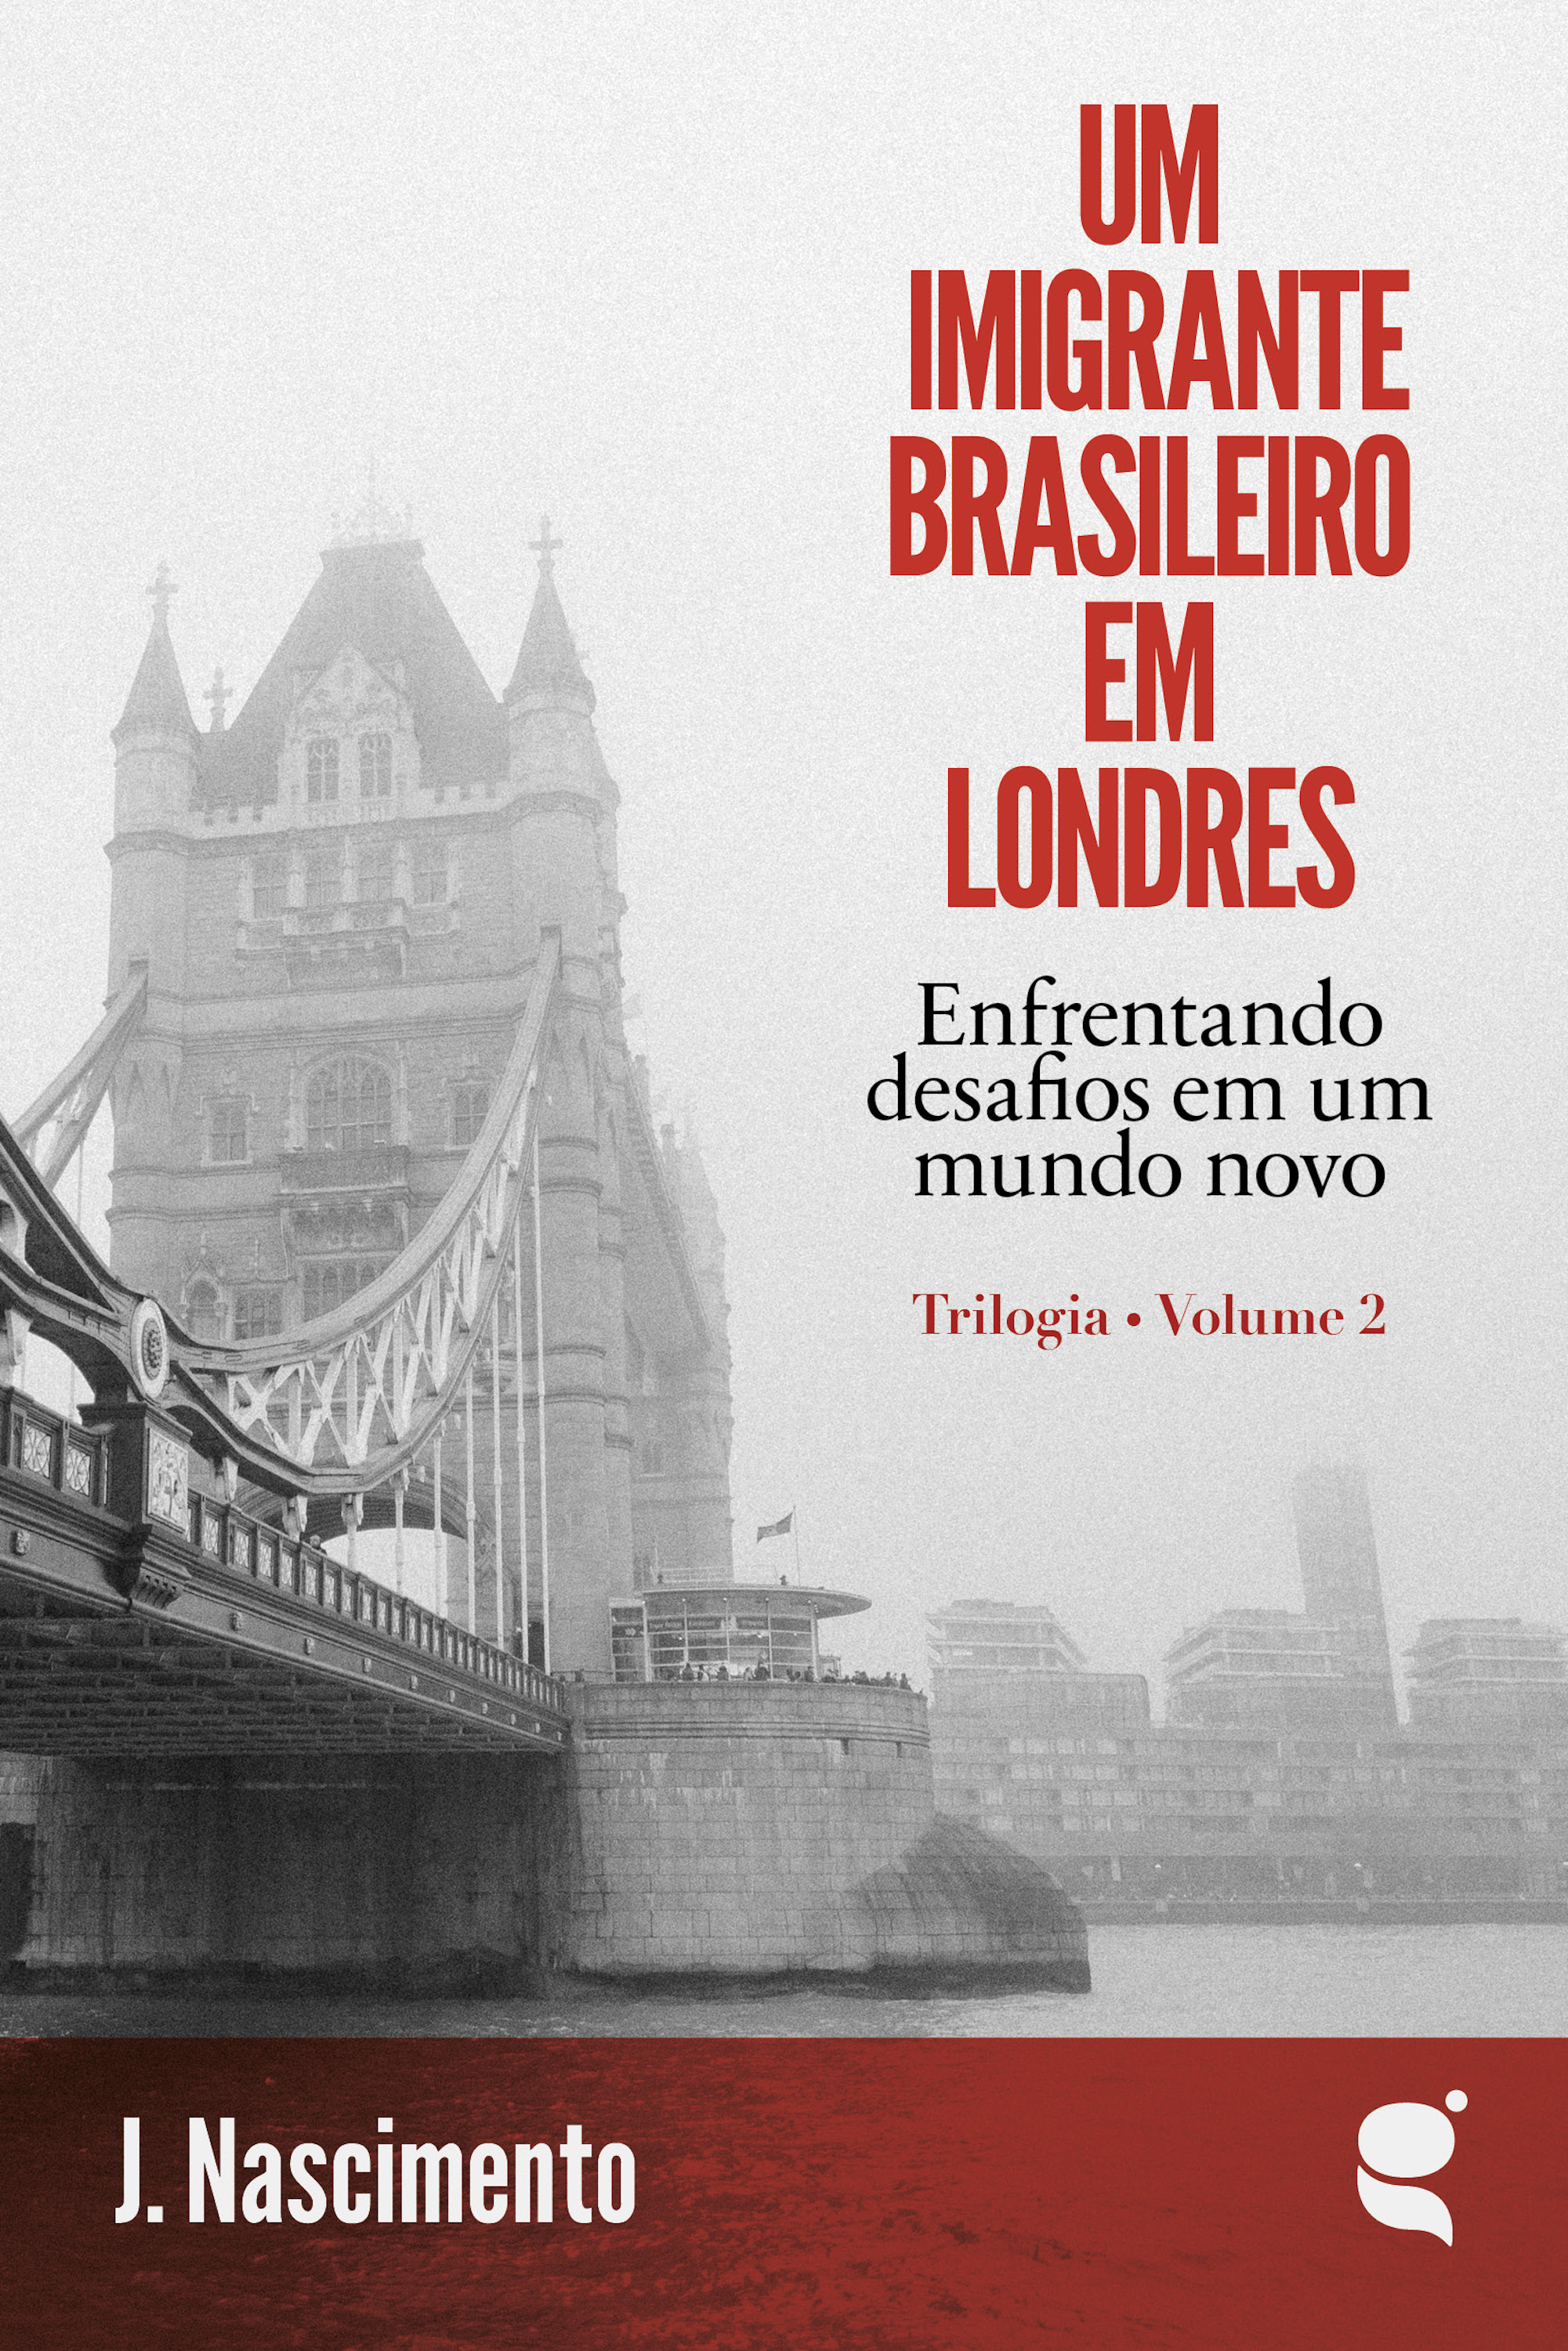 UM
IMIGRANTE
BRASILEIRO
EM
LONDRES
Enfrentando
desafios em um
mundo novo
Trilogia • Volume 2
J. Nascimento
g